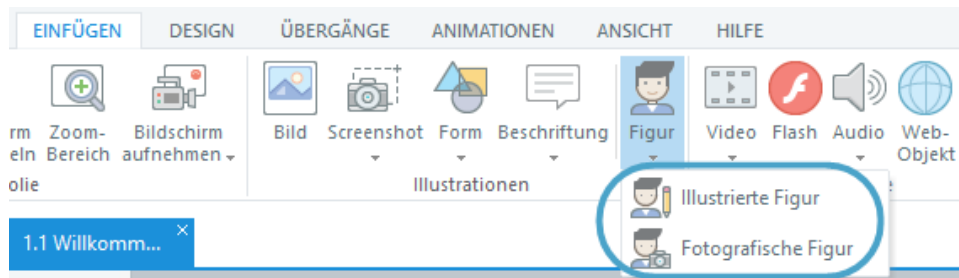 EINFÜGEN DESIGN ÜBERGÄNGE ANIMATIONEN ANSICHT HILFE
rm Zoom- Bildschirm Bild Screenshot Form Beschriftung Figur Video Flash Audio Web-
eln Bereich aufnehmen Objekt
olie Illustrationen
Illustrierte Figur
1.1 Willkomm... ×
Fotografische Figur